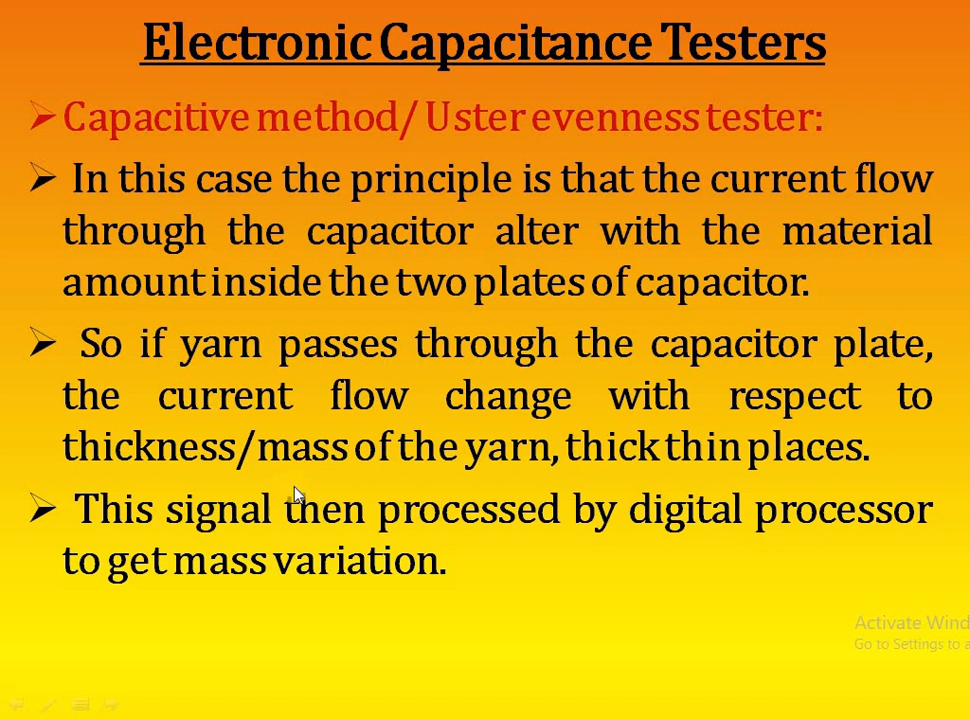 Electronic Capacitance Testers
➢Capacitive method/ Uster evenness tester:
➢ In this case the principle is that the current flow
through the capacitor alter with the material
amount inside the two plates of capacitor.
➢ So if yarn passes through the capacitor plate,
the current flow change with respect to
thickness/mass of the yarn, thick thin places.
➢ This signal then processed by digital processor
to get mass variation.
Activate Wind
Go to Settings to a